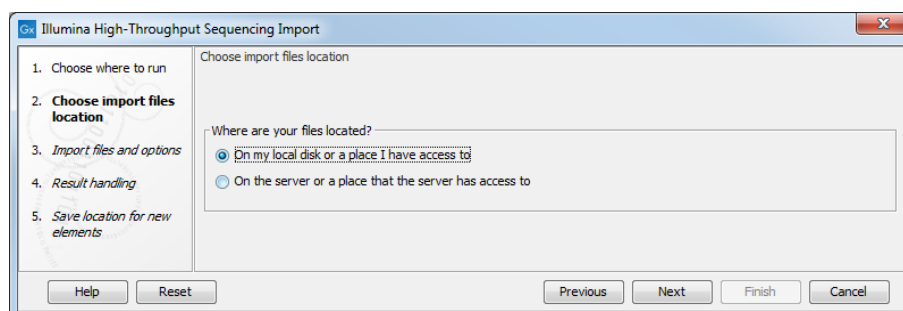 Gx Illumina High-Throughput Sequencing Import
1. Choose where to run
2. Choose import files
location
3. Import files and options
4. Result handling
5. Save location for new
elements
Choose import files location
Where are your files located?
On my local disk or a place I have access to
On the server or a place that the server has access to
Help Reset Previous Next Finish Cancel